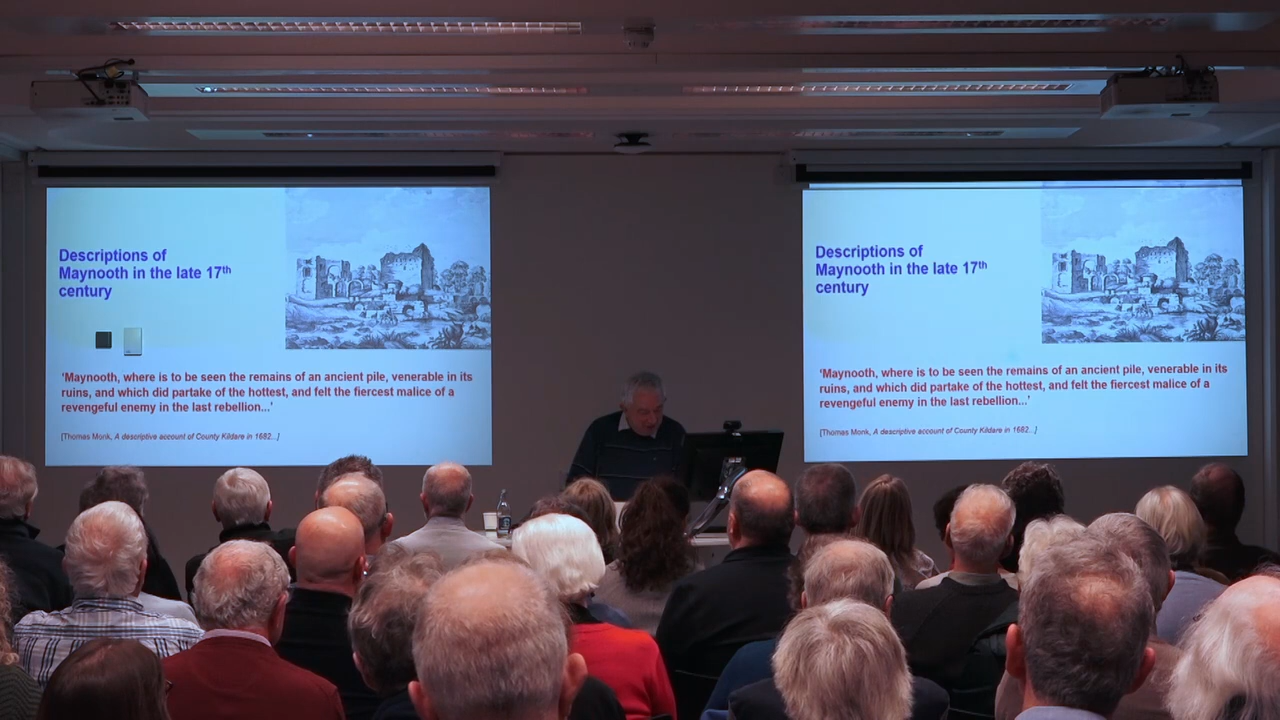 Descriptions of
Maynooth in the late 17th
century
‘Maynooth, where is to be seen the remains of an ancient pile, venerable in its
ruins, and which did partake of the hottest, and felt the fiercest malice of a
revengeful enemy in the last rebellion...’
[Thomas Monk, A descriptive account of County Kildare in 1682...]
Descriptions of
Maynooth in the late 17th
century
‘Maynooth, where is to be seen the remains of an ancient pile, venerable in its
ruins, and which did partake of the hottest, and felt the fiercest malice of a
revengeful enemy in the last rebellion...’
[Thomas Monk, A descriptive account of County Kildare in 1682...]